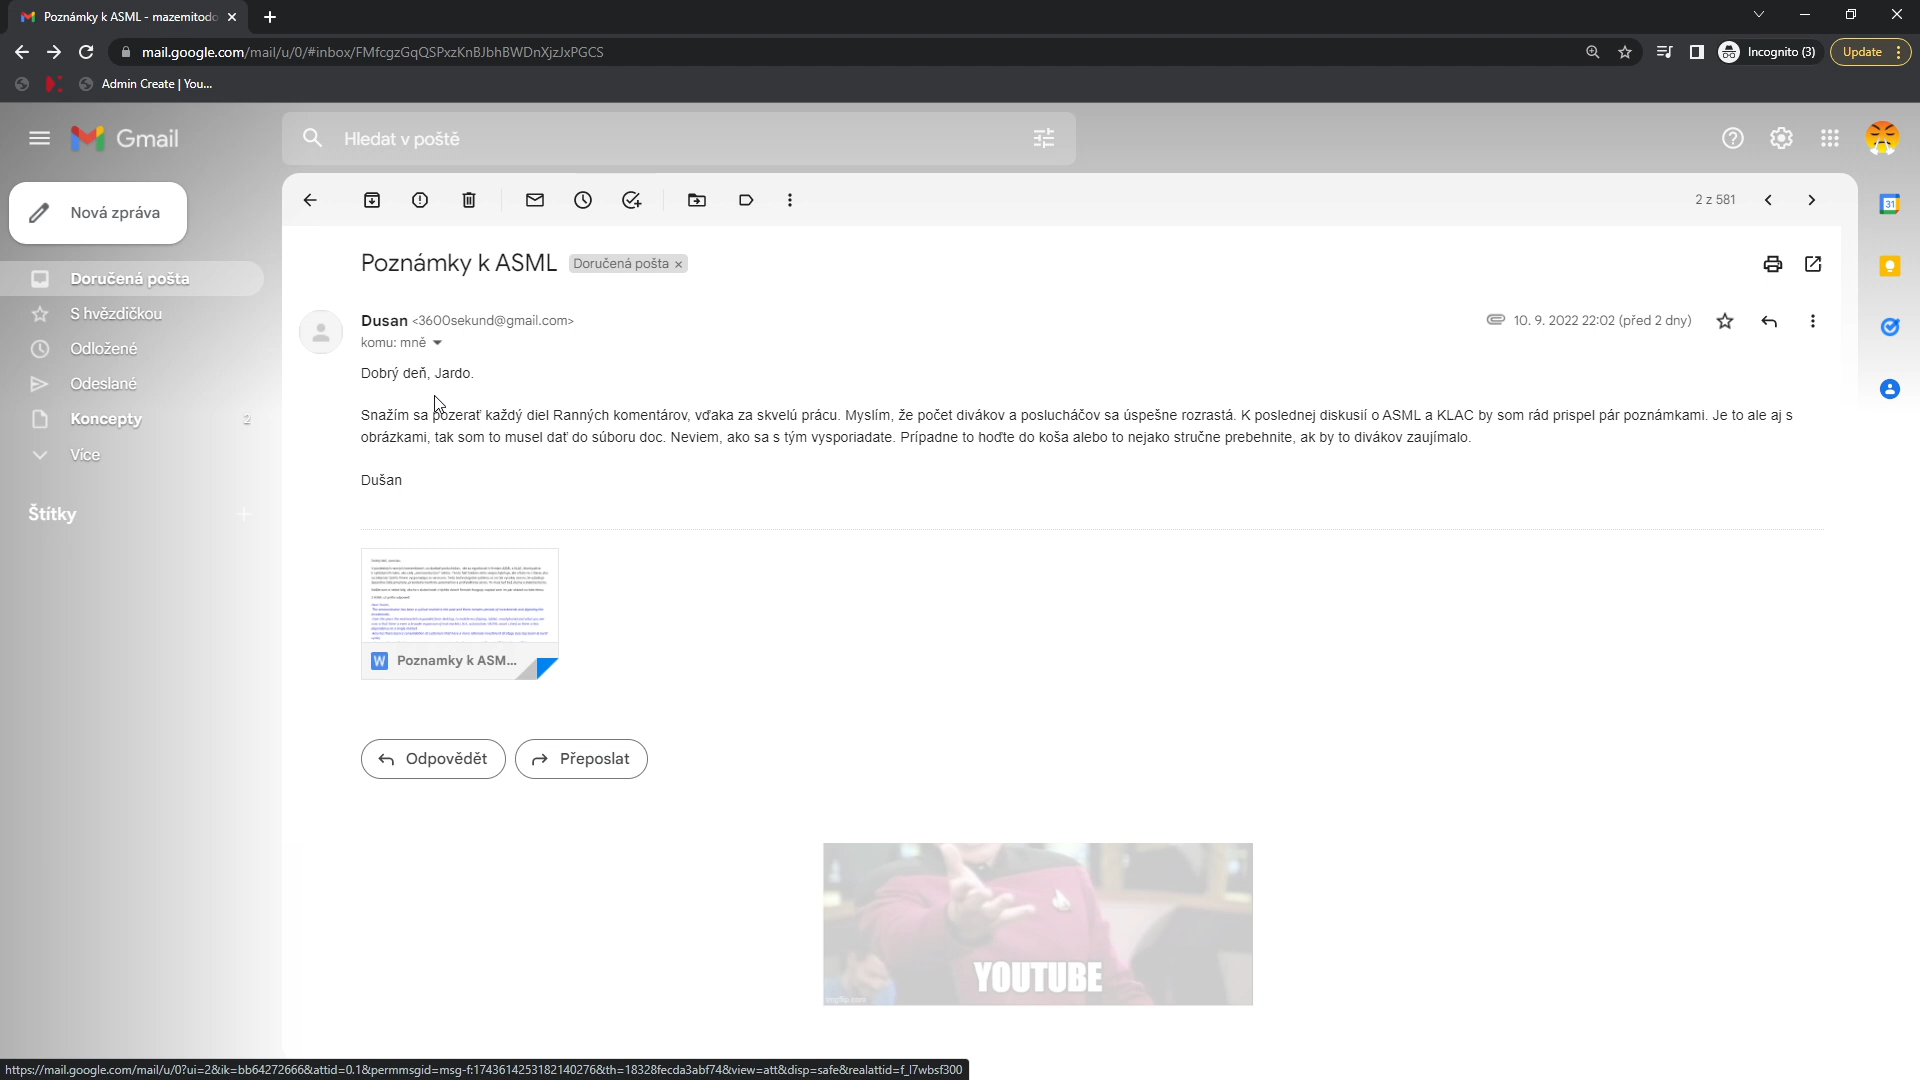 Poznámky k ASML - mazemitodo
mail.google.com/mail/u/0/#inbox/FMfcgzGqQSPxzKnBJbhBWDnXjzJxPGCS
Incognito (3)
Update
Admin Create | You...
Gmail
Hledat v poště
Nová zpráva
2 z 581
31
Poznámky k ASML
Doručená pošta ×
Doručená pošta
S hvězdičkou
Odložené
Odeslané
Koncepty 2
Více
Štítky
Dusan <3600sekund@gmail.com>
10. 9. 2022 22:02 (před 2 dny)
komu: mně
Dobrý deň, Jardo.
Snažím sa pozerať každý diel Ranných komentárov, vďaka za skvelú prácu. Myslím, že počet divákov a poslucháčov sa úspešne rozrastá. K poslednej diskusií o ASML a KLAC by som rád prispel pár poznámkami. Je to ale aj s
obrázkami, tak som to musel dať do súboru doc. Neviem, ako sa s tým vysporiadate. Prípadne to hoďte do koša alebo to nejako stručne prebehnite, ak by to divákov zaujímalo.
Dušan
W Poznamky k ASM...
Odpovědět
Přeposlat
YOUTUBE
imgflip.com
https://mail.google.com/mail/u/0?ui=2&ik=bb64272666&attid=0.1&permmsgid=msg-f:1743614253182140276&th=18328fecda3abf74&view=att&disp=safe&realattid=f_l7wbsf300